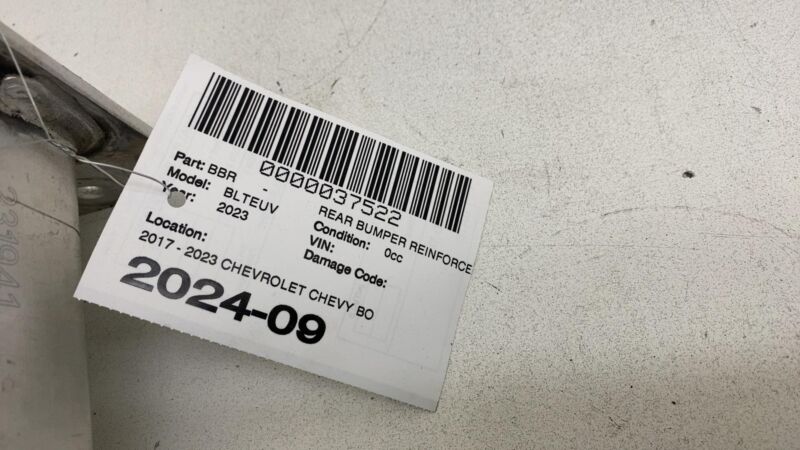 0000037522
Part: BBR - REAR BUMPER REINFORCE
Model: BLTEUV Condition: 0cc
Year: 2023 VIN:
Damage Code:
Location:
2017 - 2023 CHEVROLET CHEVY BO
2024-09